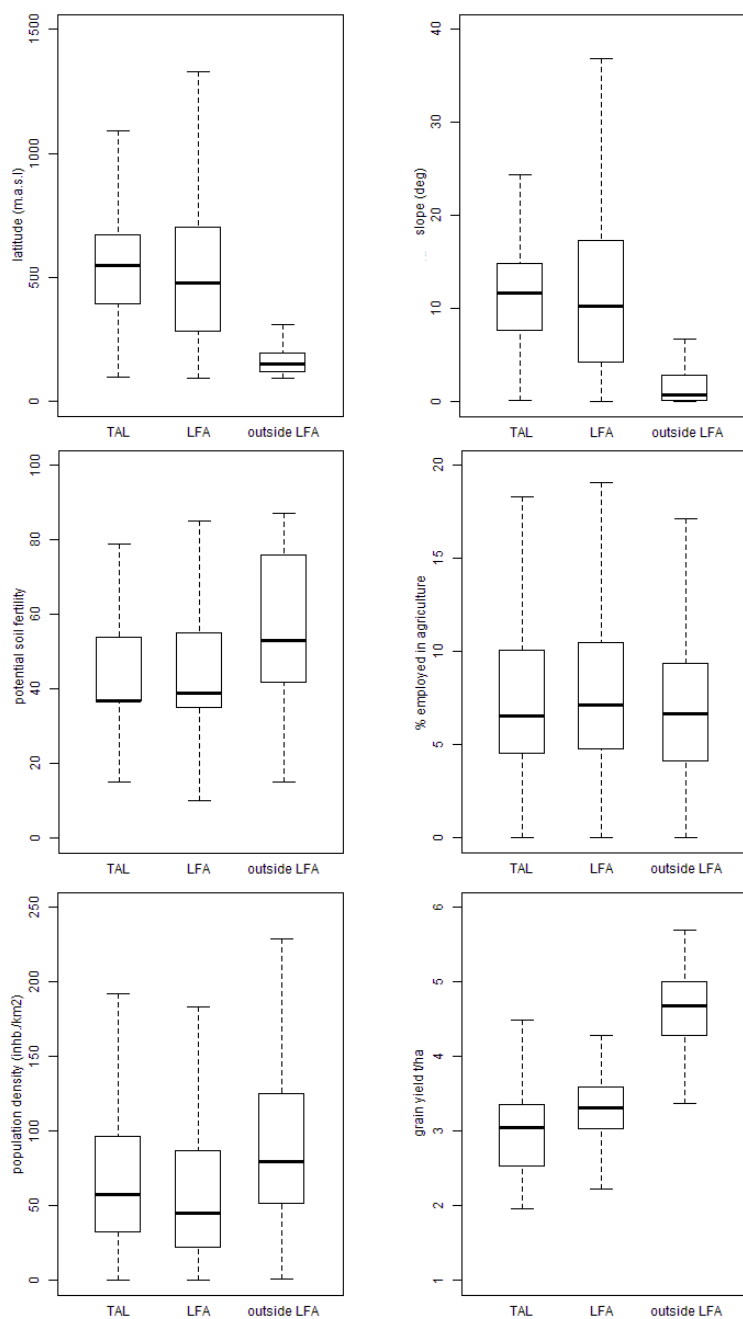 latitude (m.a.s.l)
1500
1000
500
0
TAL LFA outside LFA
slope (deg)
40
30
20
10
0
TAL LFA outside LFA
potential soil fertility
100
80
60
40
20
0
TAL LFA outside LFA
% employed in agriculture
20
15
10
5
0
TAL LFA outside LFA
population density (inhb./km2)
250
200
150
100
50
0
TAL LFA outside LFA
grain yield t/ha
6
5
4
3
2
1
TAL LFA outside LFA